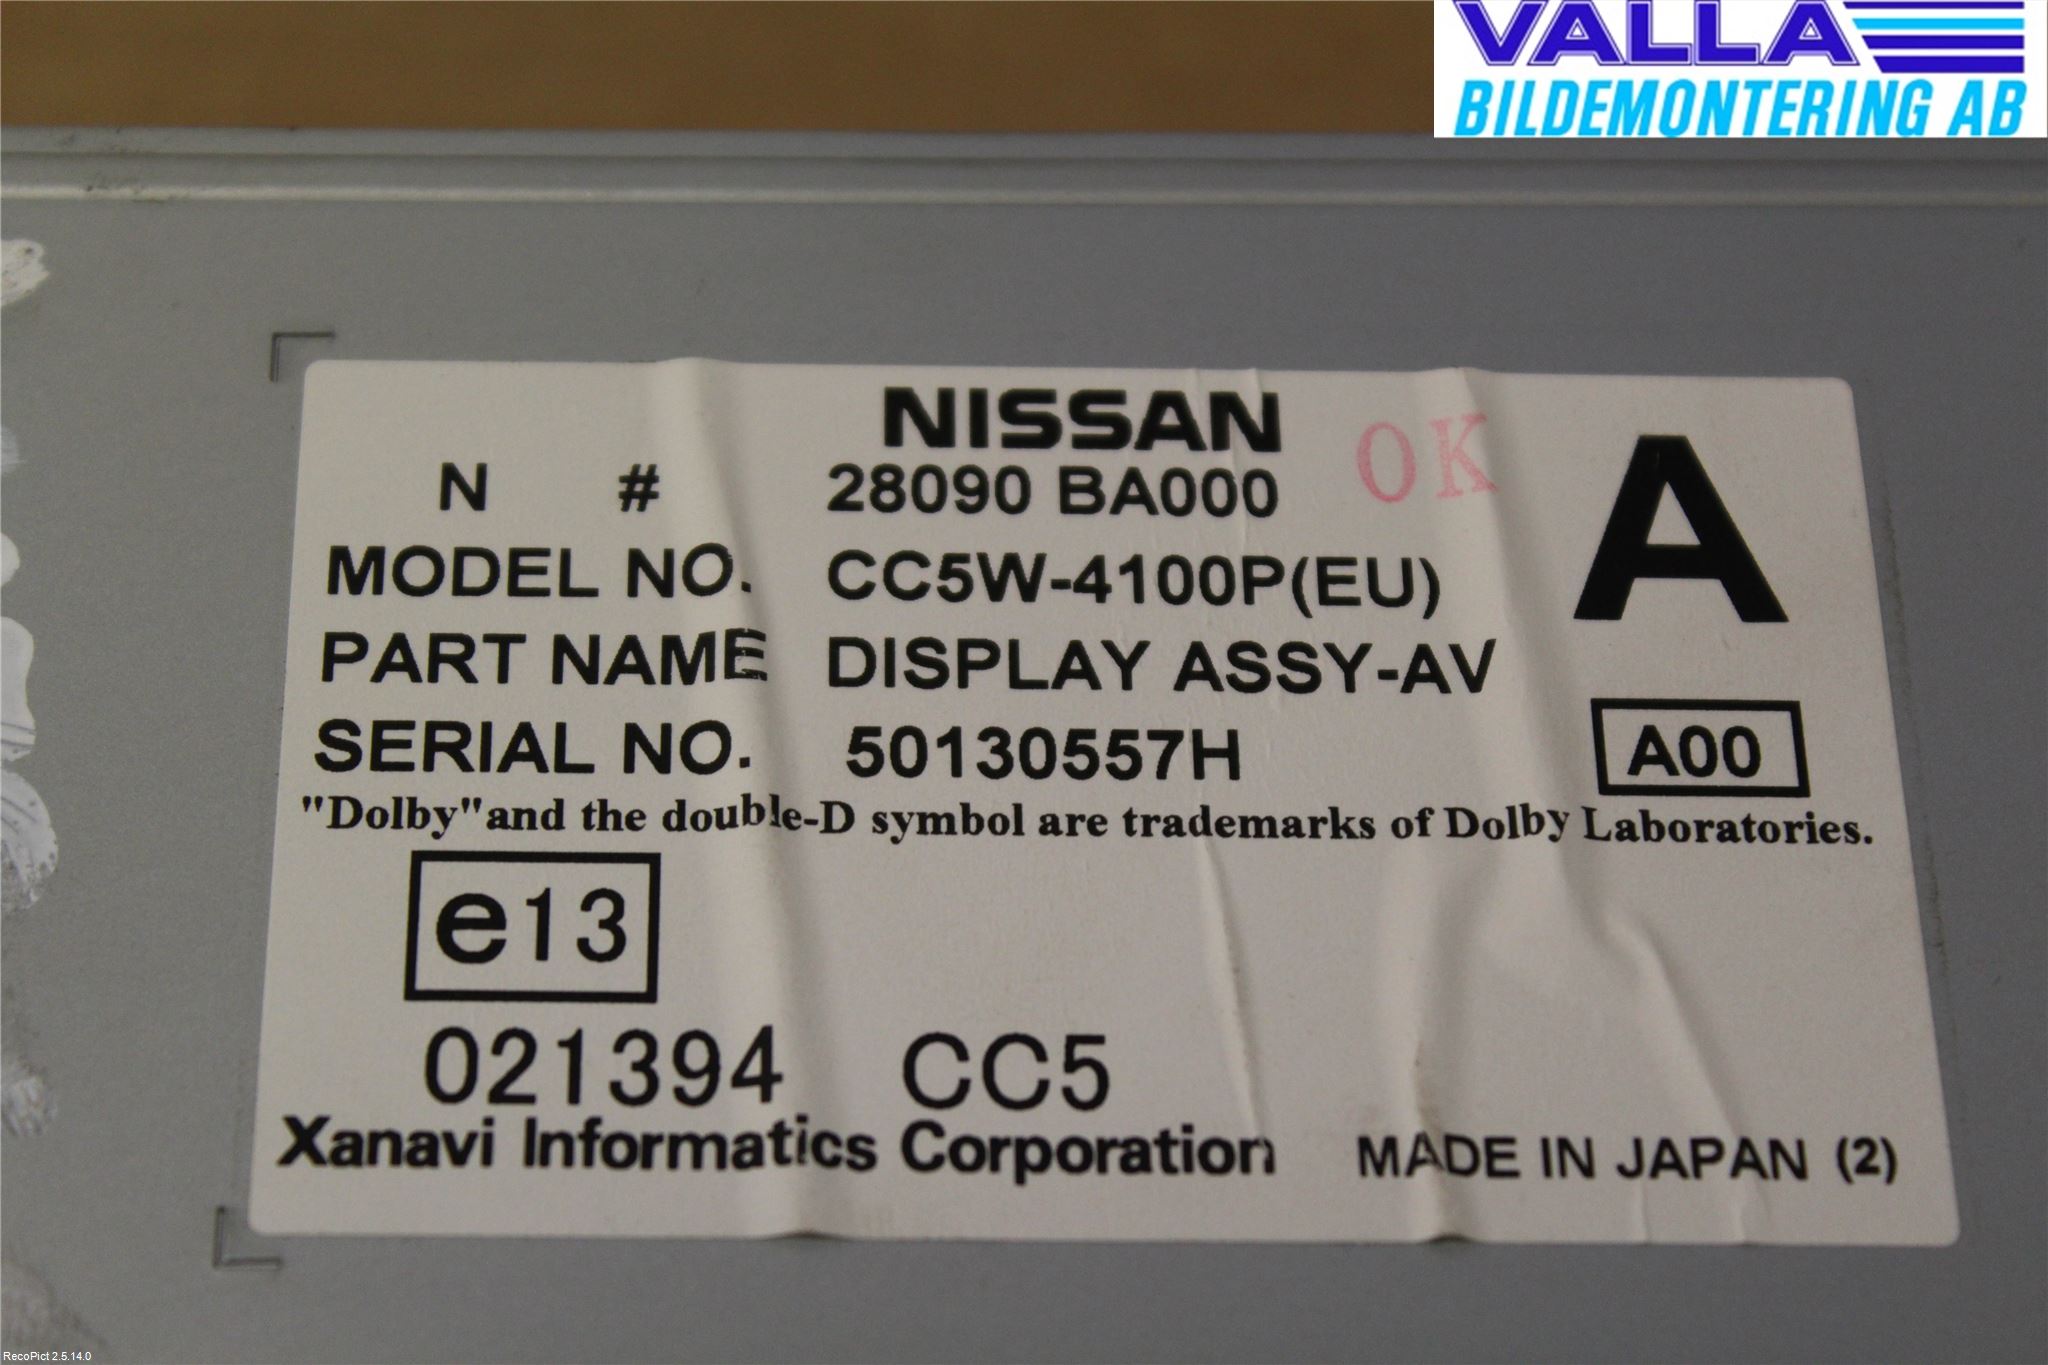 VALLA
BILDEMONTERING AB
NISSAN
OK
A
N # 28090 BA000
MODEL NO. CC5W-4100P(EU)
PART NAME DISPLAY ASSY-AV
SERIAL NO. 50130557H
A00
"Dolby"and the double-D symbol are trademarks of Dolby Laboratories.
e13
021394 CC5
Xanavi Informatics Corporation MADE IN JAPAN (2)
RecoPict 2.5.14.0